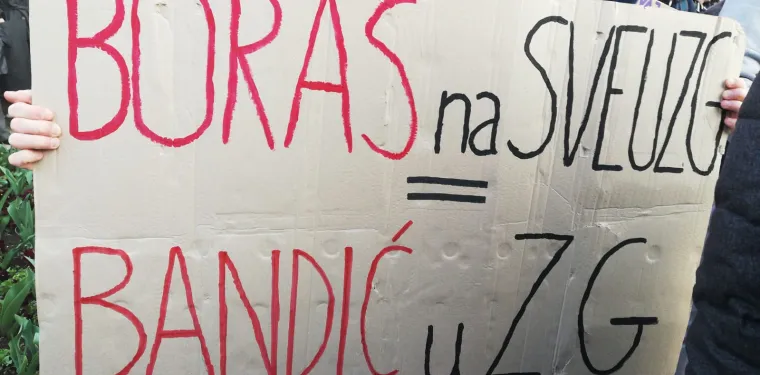 BORAS na SVEUZG
=
BANDIĆ u ZG